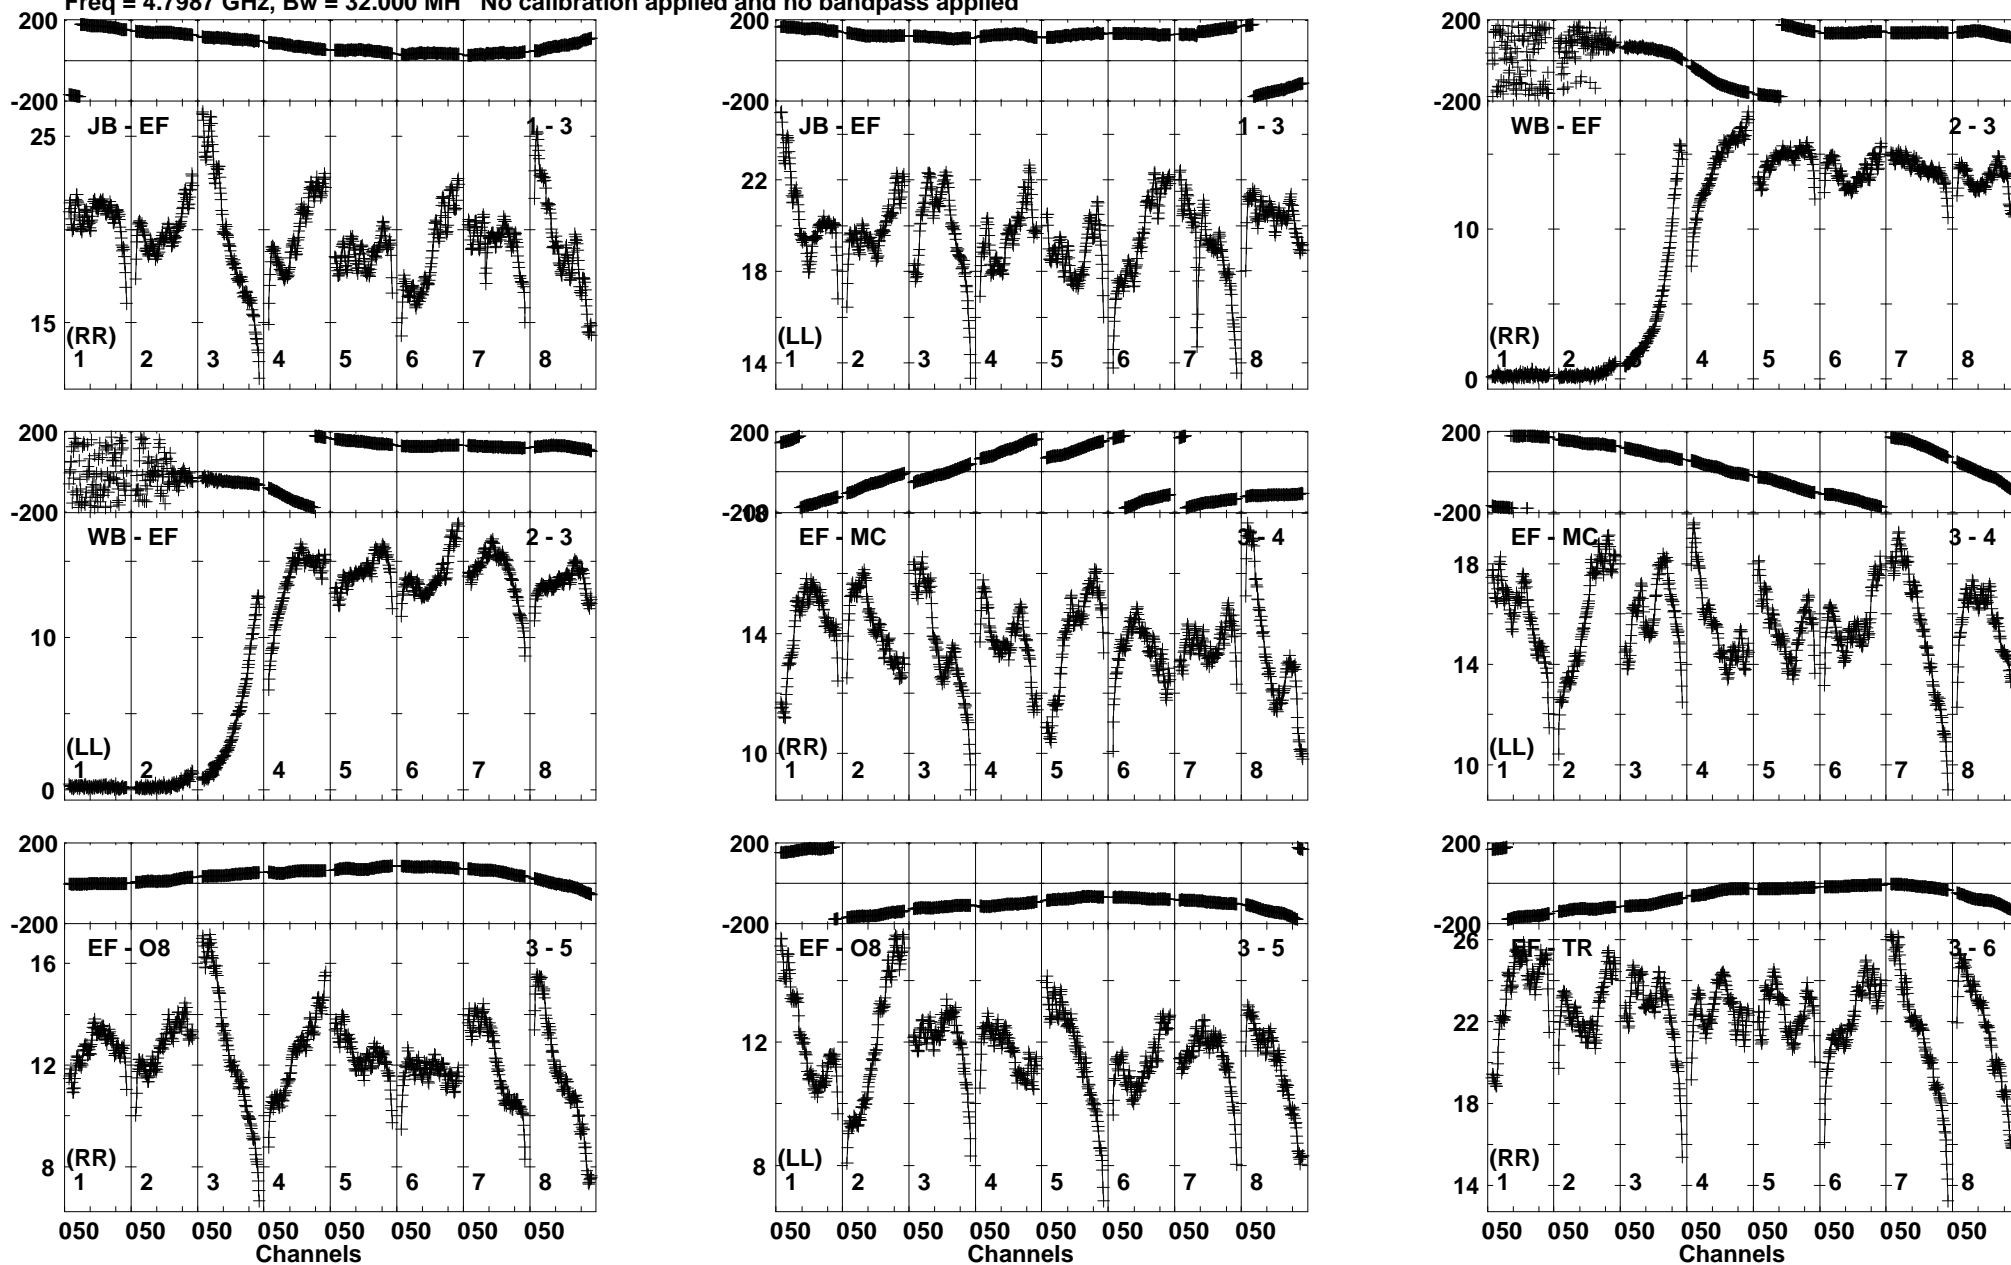 Freq = 4.7987 GHz, Bw = 32.000 MH No calibration applied and no bandpass applied
200
-200
JB - EF 1 - 3
25
15
(RR)
1 2 3 4 5 6 7 8
JB - EF 1 - 3
200
-200
22
18
14
(LL)
1 2 3 4 5 6 7 8
WB - EF 2 - 3
200
-200
10
0
(RR)
1 2 3 4 5 6 7 8
WB - EF 2 - 3
200
-200
10
0
(LL)
1 2 3 4 5 6 7 8
EF - MC 3 - 4
200
-200
18
14
10
(RR)
1 2 3 4 5 6 7 8
EF - MC 3 - 4
200
-200
18
14
10
(LL)
1 2 3 4 5 6 7 8
EF - O8 3 - 5
200
-200
16
12
8
(RR)
1 2 3 4 5 6 7 8
050 050 050 050 050 050 050 050
Channels
EF - O8 3 - 5
200
-200
12
8
(LL)
1 2 3 4 5 6 7 8
050 050 050 050 050 050 050 050
Channels
EF - TR 3 - 6
200
-200
26
22
18
14
(RR)
1 2 3 4 5 6 7 8
050 050 050 050 050 050 050 050
Channels